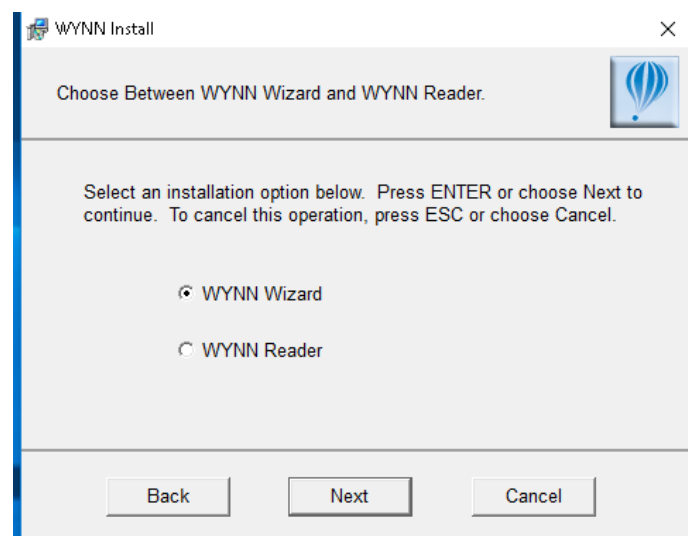 WYNN Install
Choose Between WYNN Wizard and WYNN Reader.
Select an installation option below.  Press ENTER or choose Next to
continue.  To cancel this operation, press ESC or choose Cancel.
WYNN Wizard
WYNN Reader
Back
Next
Cancel